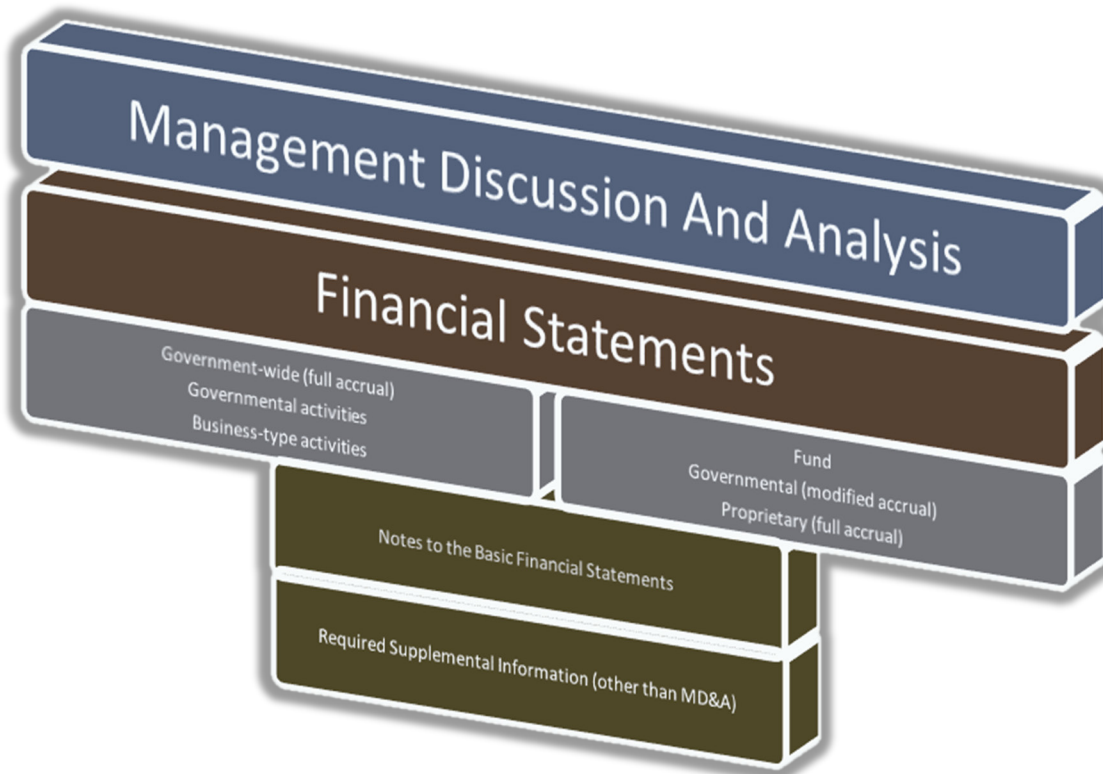 Management Discussion And Analysis
Financial Statements
Government-wide (full accrual)
Governmental activities
Business-type activities
Fund
Governmental (modified accrual)
Proprietary (full accrual)
Notes to the Basic Financial Statements
Required Supplemental Information (other than MD&A)